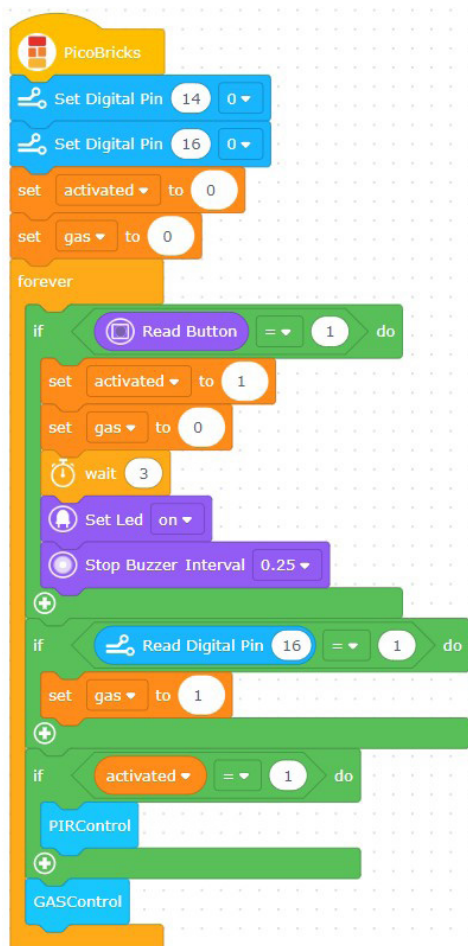 PicoBricks
Set Digital Pin 14 0
Set Digital Pin 16 0
set activated to 0
set gas to 0
forever
if Read Button = 1 do
set activated to 1
set gas to 0
wait 3
Set Led on
Stop Buzzer Interval 0.25
if Read Digital Pin 16 = 1 do
set gas to 1
if activated = 1 do
PIRControl
GASControl